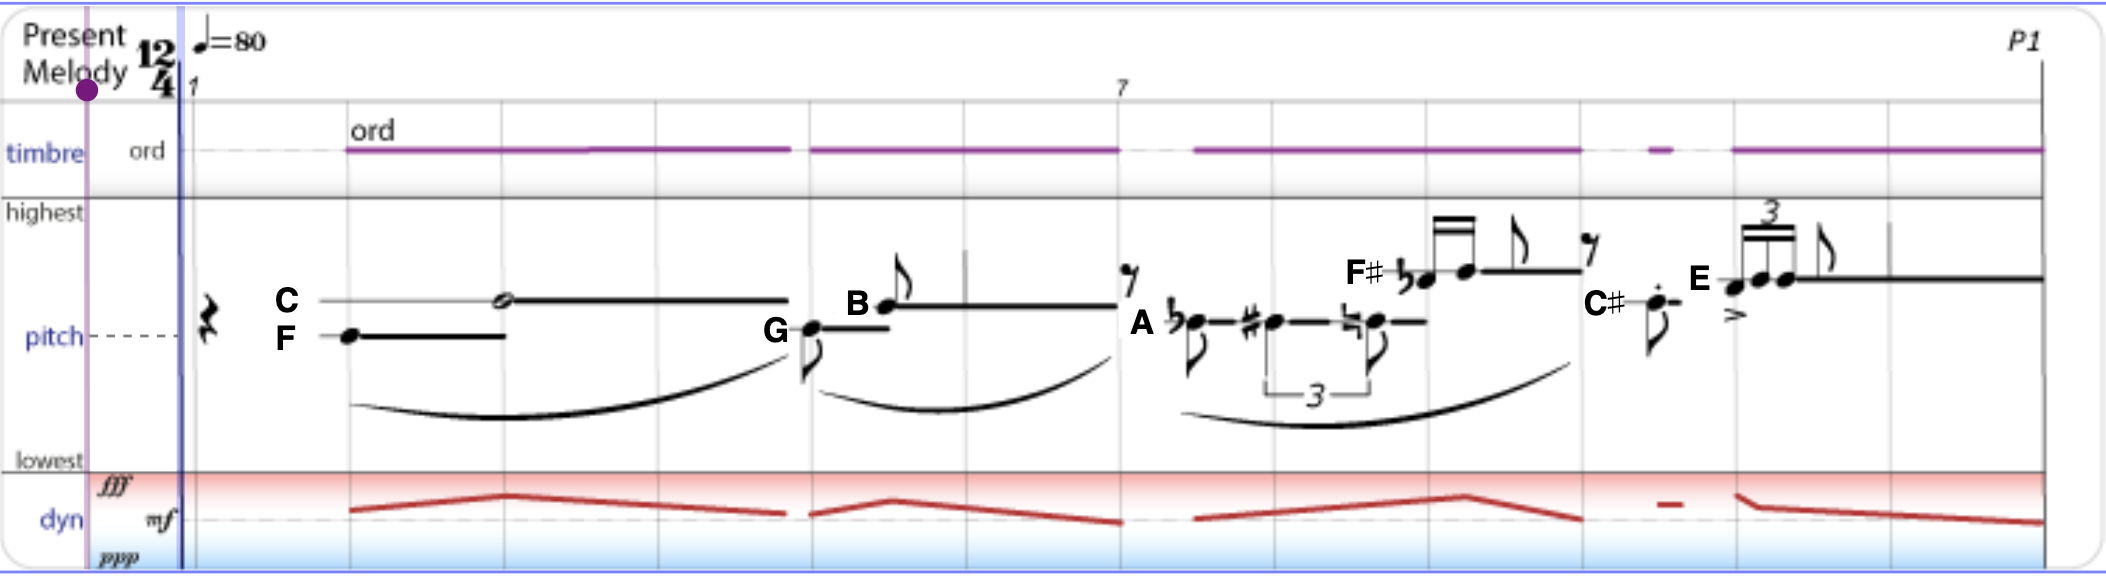 Present
Melody
12
4
♩=80
P1
1
7
timbre
ord
ord
highest
3
C
F
G
B
A
F♯
C♯
E
pitch
3
lowest
fff
dyn
mf
ppp